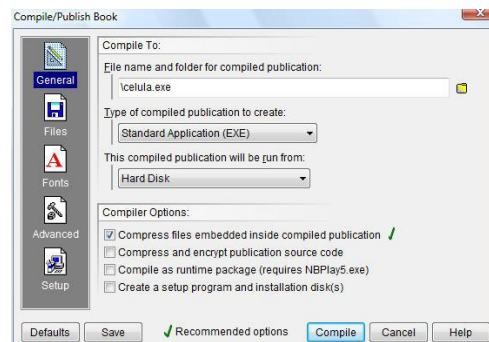 Compile/Publish Book
General
Files
Fonts
Advanced
Setup
Compile To:
File name and folder for compiled publication:
\celula.exe
Type of compiled publication to create:
Standard Application (EXE)
This compiled publication will be run from:
Hard Disk
Compiler Options:
Compress files embedded inside compiled publication
Compress and encrypt publication source code
Compile as runtime package (requires NBPlay5.exe)
Create a setup program and installation disk(s)
Defaults Save Recommended options Compile Cancel Help